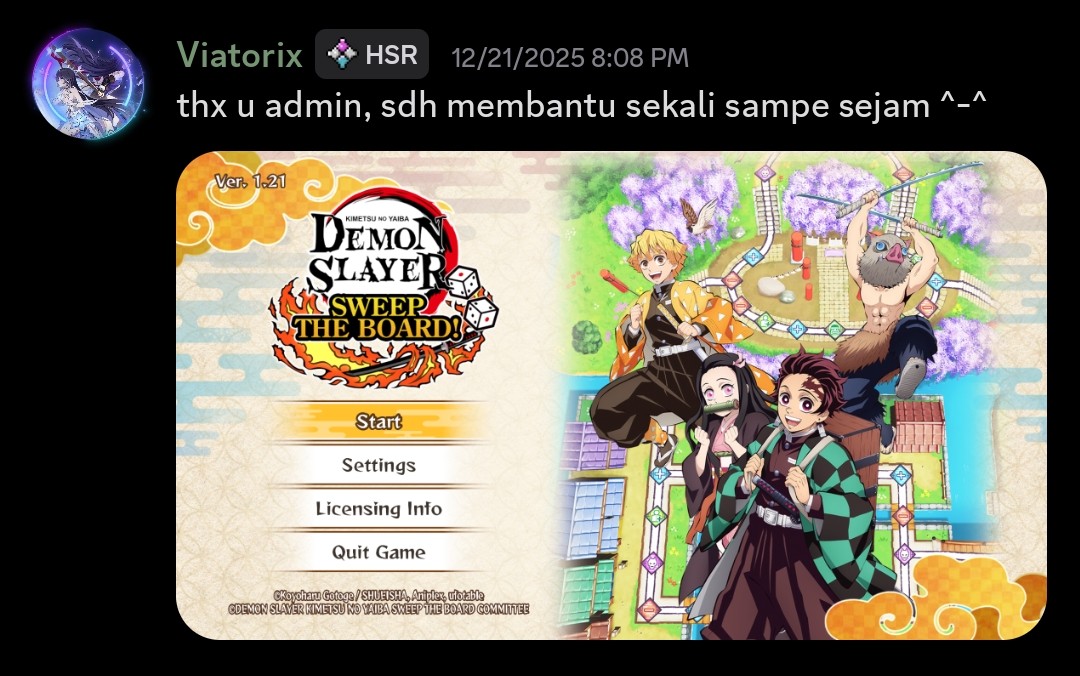 Viatorix HSR 12/21/2025 8:08 PM
thx u admin, sdh membantu sekali sampe sejam ^-^
Ver. 1.21
KIMETSU NO YAIBA
DEMON
SLAYER
SWEEP
THE BOARD!
Start
Settings
Licensing Info
Quit Game
©Koyoharu Gotoge / SHUEISHA, Aniplex, ufotable
©DEMON SLAYER KIMETSU NO YAIBA SWEEP THE BOARD COMMITTEE